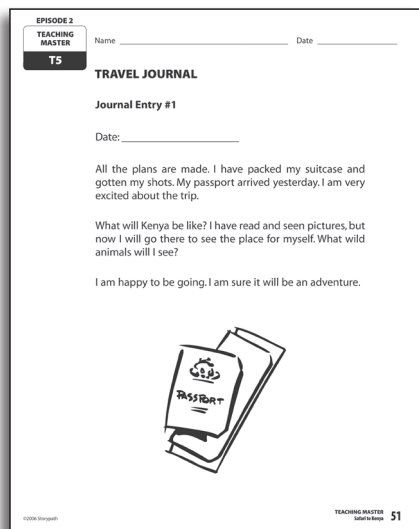 EPISODE 2
TEACHING
MASTER
T5
Name Date
TRAVEL JOURNAL
Journal Entry #1
Date:
All the plans are made. I have packed my suitcase and
gotten my shots. My passport arrived yesterday. I am very
excited about the trip.
What will Kenya be like? I have read and seen pictures, but
now I will go there to see the place for myself. What wild
animals will I see?
I am happy to be going. I am sure it will be an adventure.
PASSPORT
©2006 Storypath
TEACHING MASTER
Safari to Kenya 51